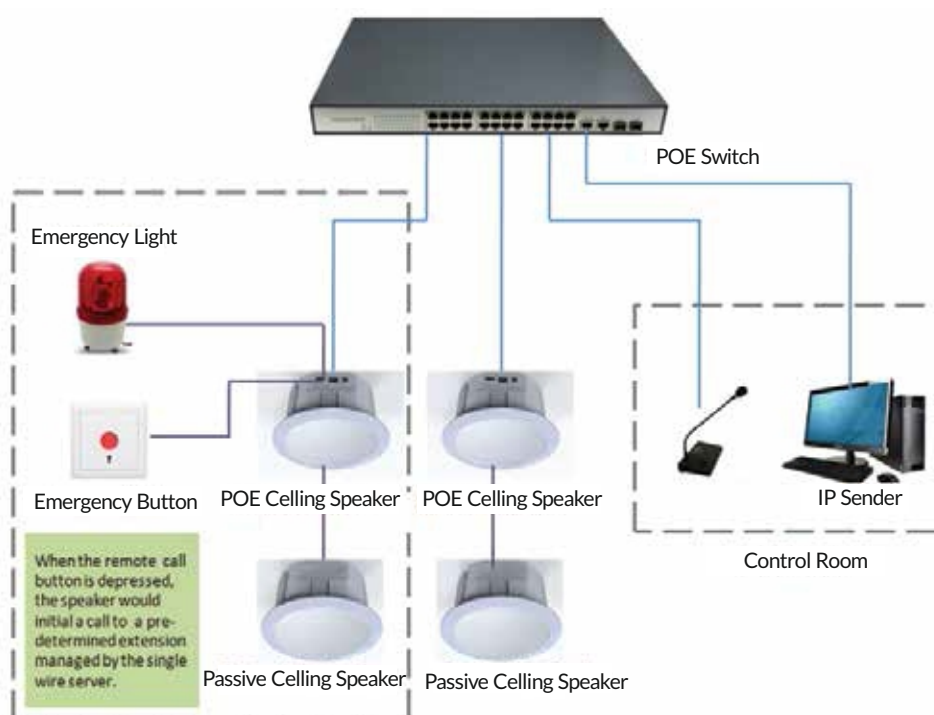 POE Switch
Emergency Light
Emergency Button
POE Celling Speaker
POE Celling Speaker
IP Sender
Control Room
When the remote call
button is depressed,
the speaker would
initial a call to a pre-
determined extension
managed by the single
wire server.
Passive Celling Speaker
Passive Celling Speaker